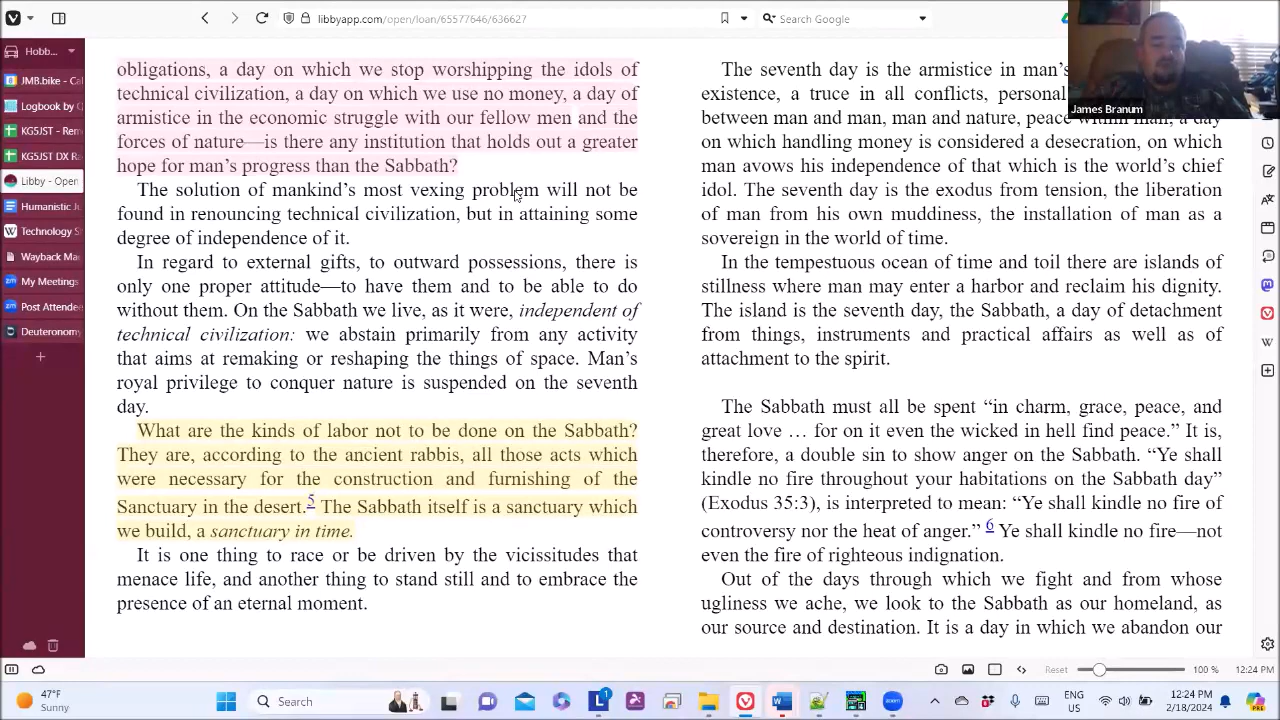 libbyapp.com/open/loan/65577646/636627
Search Google
Hobb...
JMB.bike - Cal
Logbook by Q
KG5JST - Rem
KG5JST DX Ra
Libby - Open
Humanistic Ju
Technology S
Wayback Ma
My Meetings
Post Attende
Deuteronomy
obligations, a day on which we stop worshipping the idols of
technical civilization, a day on which we use no money, a day of
armistice in the economic struggle with our fellow men and the
forces of nature—is there any institution that holds out a greater
hope for man's progress than the Sabbath?
The solution of mankind's most vexing problem will not be
found in renouncing technical civilization, but in attaining some
degree of independence of it.
In regard to external gifts, to outward possessions, there is
only one proper attitude—to have them and to be able to do
without them. On the Sabbath we live, as it were, independent of
technical civilization: we abstain primarily from any activity
that aims at remaking or reshaping the things of space. Man's
royal privilege to conquer nature is suspended on the seventh
day.
What are the kinds of labor not to be done on the Sabbath?
They are, according to the ancient rabbis, all those acts which
were necessary for the construction and furnishing of the
Sanctuary in the desert.5 The Sabbath itself is a sanctuary which
we build, a sanctuary in time.
It is one thing to race or be driven by the vicissitudes that
menace life, and another thing to stand still and to embrace the
presence of an eternal moment.
The seventh day is the armistice in man's
existence, a truce in all conflicts, personal
between man and man, man and nature, peace within man; a day
on which handling money is considered a desecration, on which
man avows his independence of that which is the world's chief
idol. The seventh day is the exodus from tension, the liberation
of man from his own muddiness, the installation of man as a
sovereign in the world of time.
In the tempestuous ocean of time and toil there are islands of
stillness where man may enter a harbor and reclaim his dignity.
The island is the seventh day, the Sabbath, a day of detachment
from things, instruments and practical affairs as well as of
attachment to the spirit.
The Sabbath must all be spent “in charm, grace, peace, and
great love … for on it even the wicked in hell find peace.” It is,
therefore, a double sin to show anger on the Sabbath. “Ye shall
kindle no fire throughout your habitations on the Sabbath day”
(Exodus 35:3), is interpreted to mean: “Ye shall kindle no fire of
controversy nor the heat of anger.” 6 Ye shall kindle no fire—not
even the fire of righteous indignation.
Out of the days through which we fight and from whose
ugliness we ache, we look to the Sabbath as our homeland, as
our source and destination. It is a day in which we abandon our
James Branum
Reset
100 %
12:24 PM
47°F
Sunny
Search
ENG
US
12:24 PM
2/18/2024